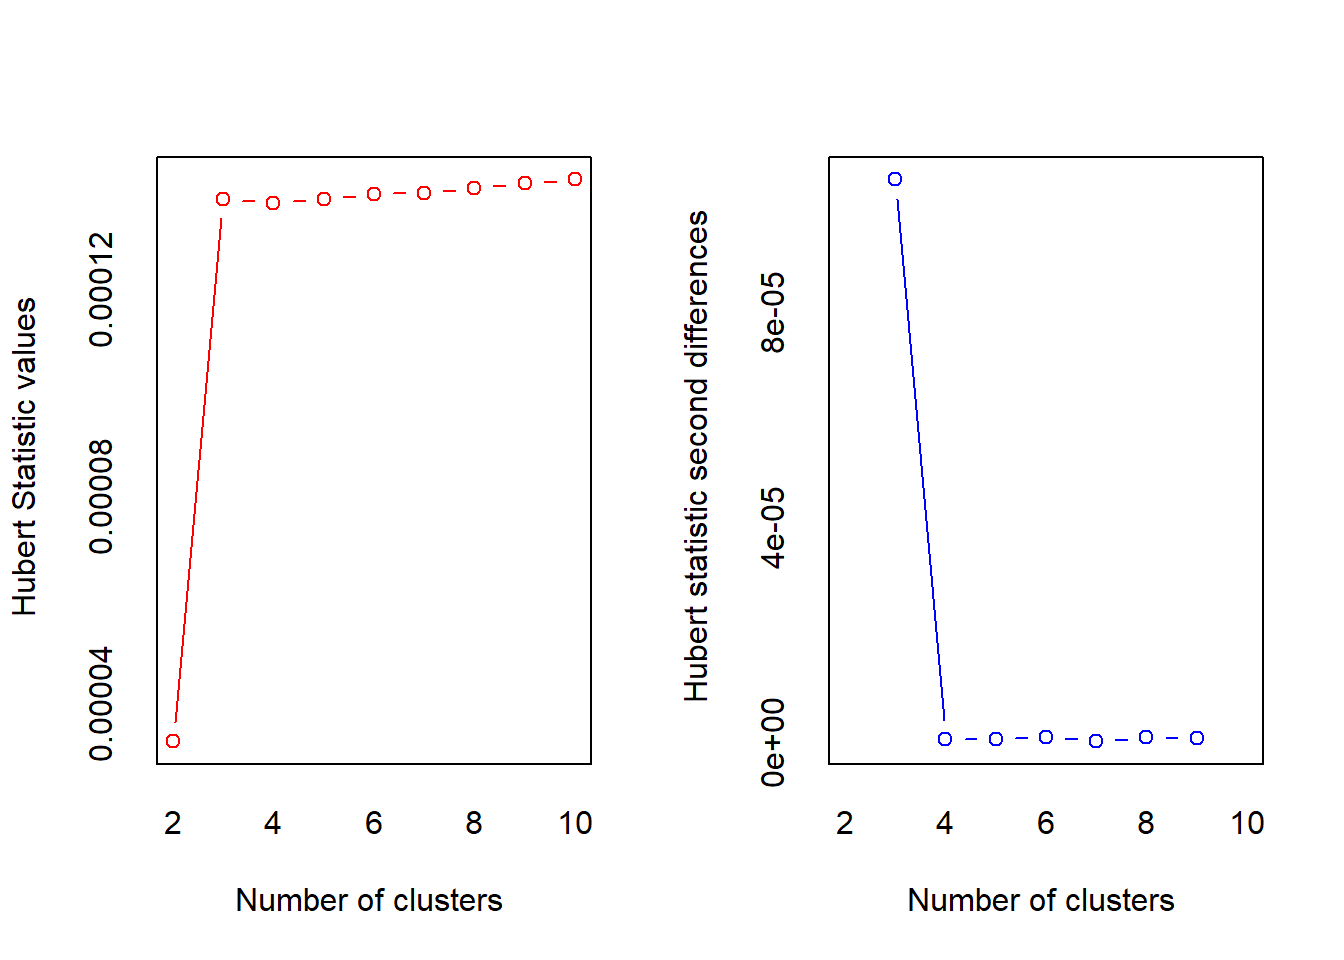 Hubert Statistic values
0.00004
0.00008
0.00012
2 4 6 8 10
Number of clusters
Hubert statistic second differences
0e+00
4e-05
8e-05
2 4 6 8 10
Number of clusters